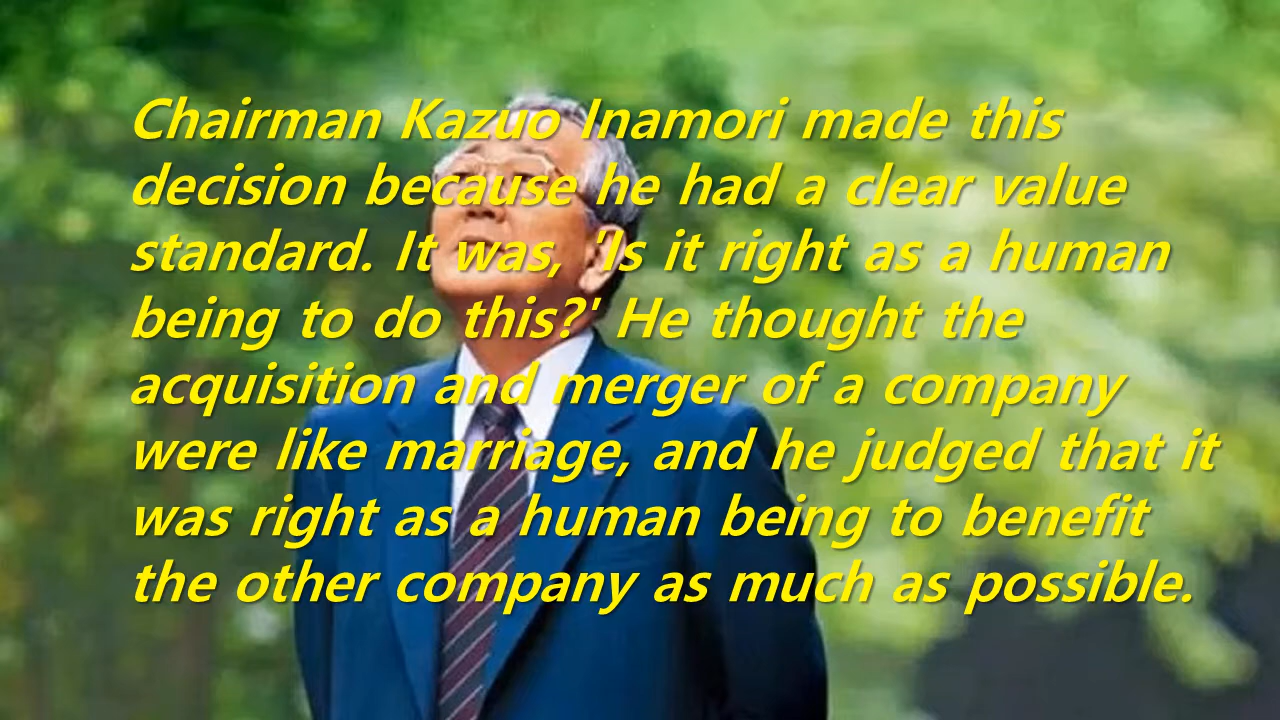 Chairman Kazuo Inamori made this
decision because he had a clear value
standard. It was, 'Is it right as a human
being to do this?' He thought the
acquisition and merger of a company
were like marriage, and he judged that it
was right as a human being to benefit
the other company as much as possible.